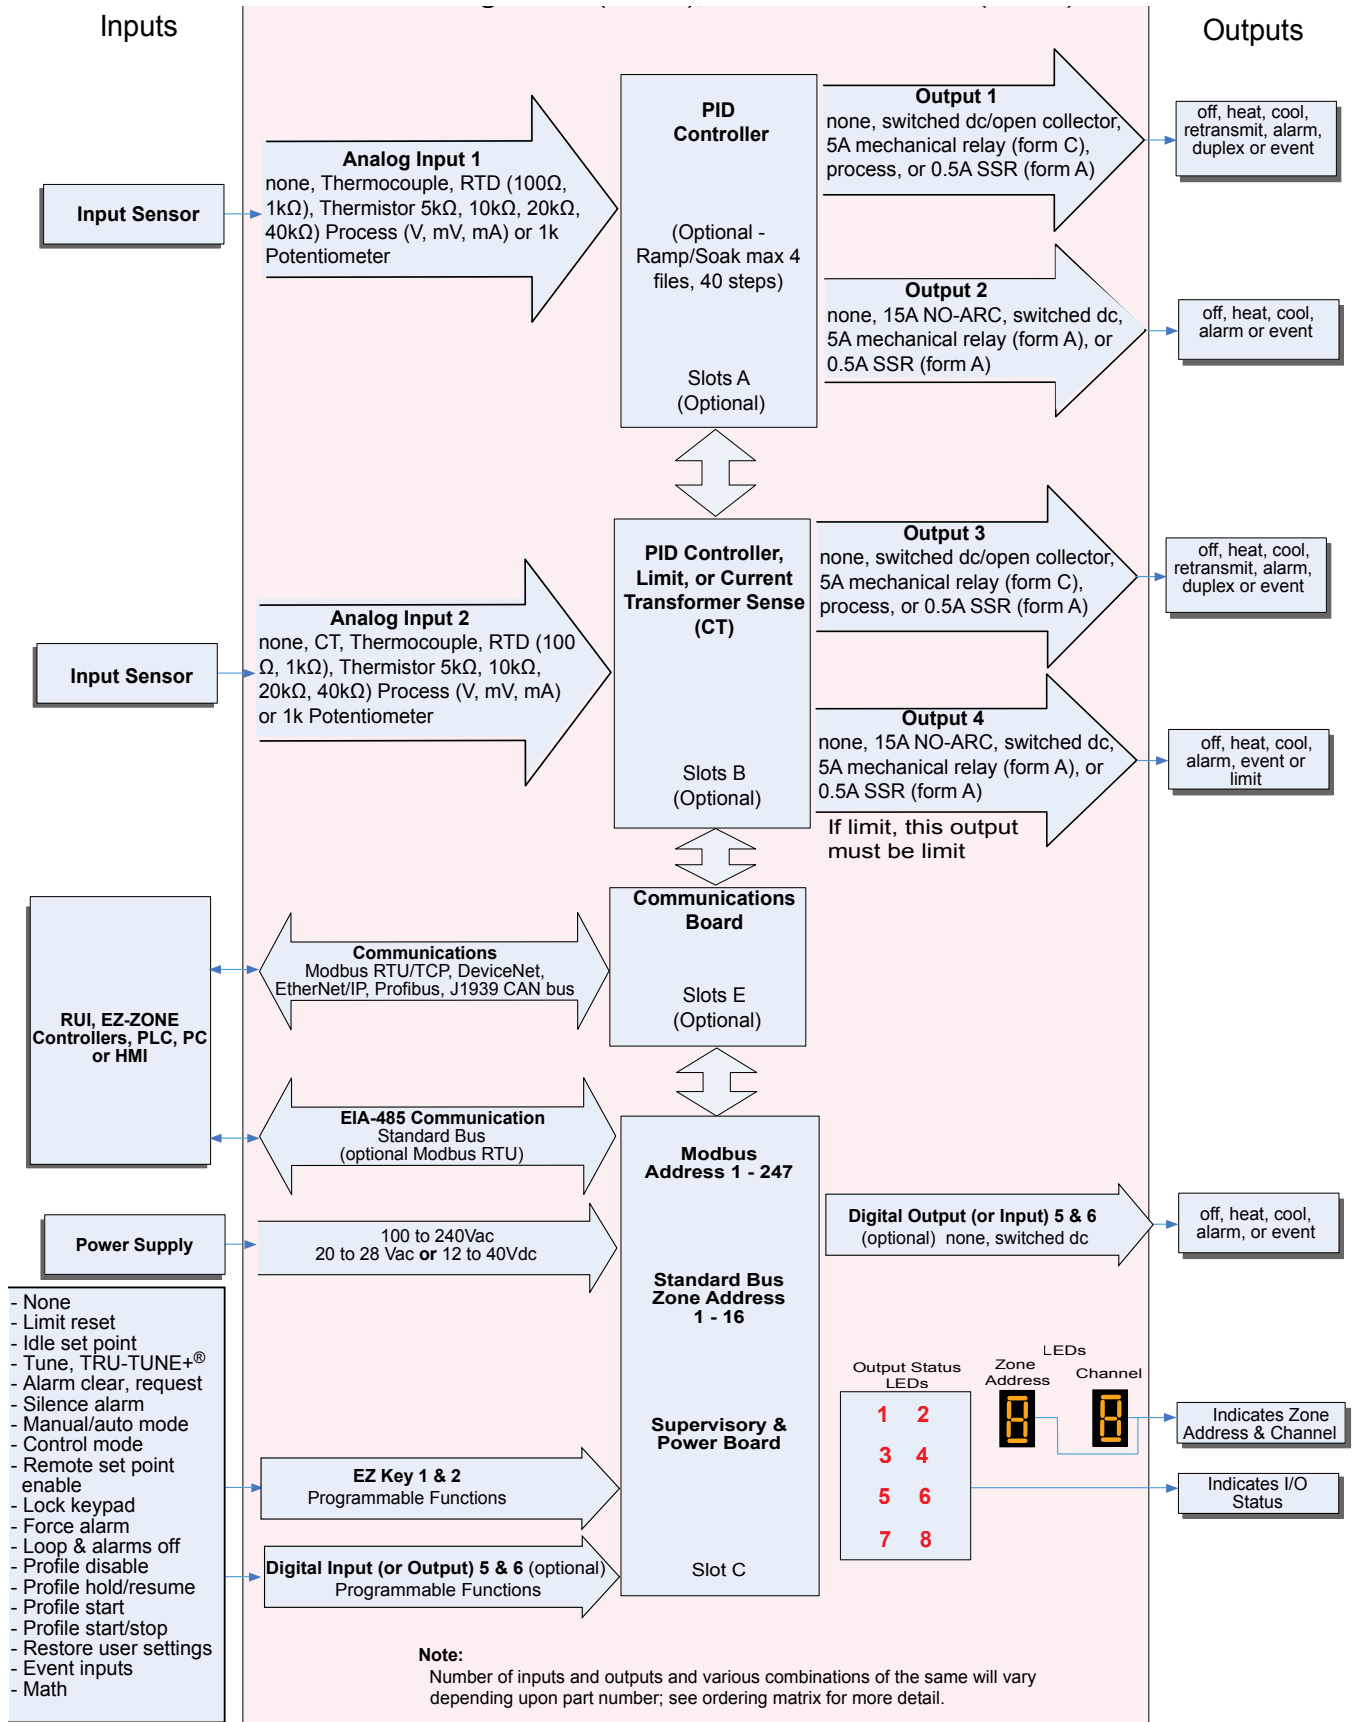 Inputs
Outputs
Input Sensor
Analog Input 1
none, Thermocouple, RTD (100Ω,
1kΩ), Thermistor 5kΩ, 10kΩ, 20kΩ,
40kΩ) Process (V, mV, mA) or 1k
Potentiometer
PID
Controller
(Optional -
Ramp/Soak max 4
files, 40 steps)
Slots A
(Optional)
Output 1
none, switched dc/open collector,
5A mechanical relay (form C),
process, or 0.5A SSR (form A)
off, heat, cool,
retransmit, alarm,
duplex or event
Output 2
none, 15A NO-ARC, switched dc,
5A mechanical relay (form A), or
0.5A SSR (form A)
off, heat, cool,
alarm or event
Input Sensor
Analog Input 2
none, CT, Thermocouple, RTD (100
Ω, 1kΩ), Thermistor 5kΩ, 10kΩ,
20kΩ, 40kΩ) Process (V, mV, mA)
or 1k Potentiometer
PID Controller,
Limit, or Current
Transformer Sense
(CT)
Slots B
(Optional)
Output 3
none, switched dc/open collector,
5A mechanical relay (form C),
process, or 0.5A SSR (form A)
off, heat, cool,
retransmit, alarm,
duplex or event
Output 4
none, 15A NO-ARC, switched dc,
5A mechanical relay (form A), or
0.5A SSR (form A)
If limit, this output
must be limit
off, heat, cool,
alarm, event or
limit
RUI, EZ-ZONE
Controllers, PLC, PC
or HMI
Communications
Modbus RTU/TCP, DeviceNet,
EtherNet/IP, Profibus, J1939 CAN bus
Communications
Board
Slots E
(Optional)
EIA-485 Communication
Standard Bus
(optional Modbus RTU)
Power Supply
100 to 240Vac
20 to 28 Vac or 12 to 40Vdc
Modbus
Address 1 - 247
Standard Bus
Zone Address
1 - 16
Supervisory &
Power Board
Slot C
Digital Output (or Input) 5 & 6
(optional) none, switched dc
off, heat, cool,
alarm, or event
- None
- Limit reset
- Idle set point
- Tune, TRU-TUNE+®
- Alarm clear, request
- Silence alarm
- Manual/auto mode
- Control mode
- Remote set point
enable
- Lock keypad
- Force alarm
- Loop & alarms off
- Profile disable
- Profile hold/resume
- Profile start
- Profile start/stop
- Restore user settings
- Event inputs
- Math
EZ Key 1 & 2
Programmable Functions
Digital Input (or Output) 5 & 6 (optional)
Programmable Functions
Output Status
LEDs
1 2
3 4
5 6
7 8
LEDs
Zone
Address
Channel
8
8
Indicates Zone
Address & Channel
Indicates I/O
Status
Note:
Number of inputs and outputs and various combinations of the same will vary
depending upon part number; see ordering matrix for more detail.